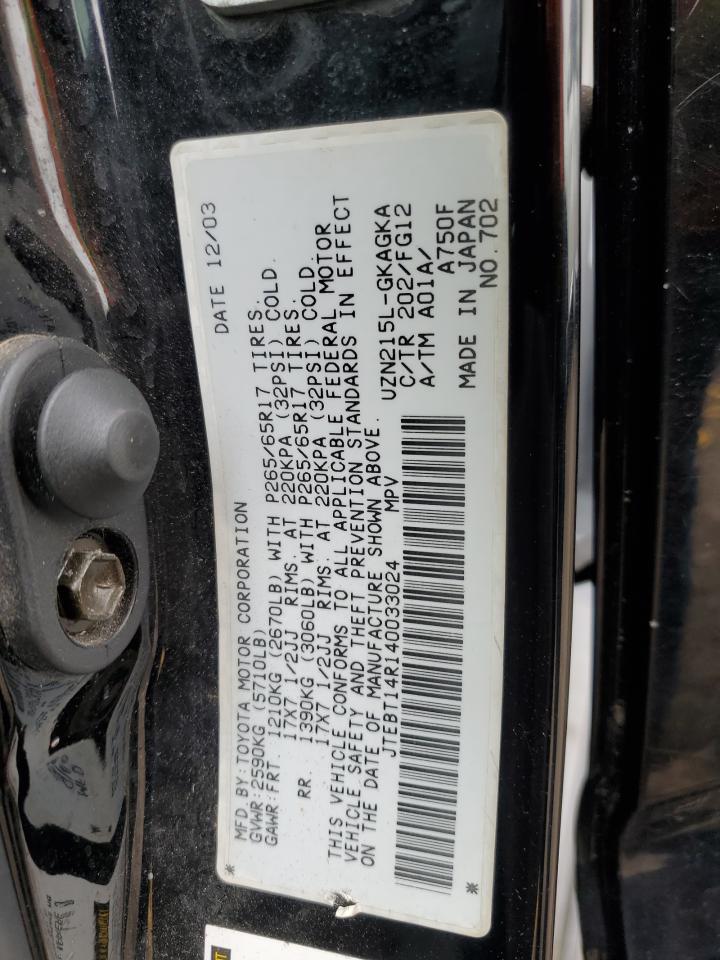 MFD. BY: TOYOTA MOTOR CORPORATION DATE 12/03
GVWR: 2590KG (5710LB)
GAWR: FRT. 1210KG (2670LB) WITH P265/65R17 TIRES.
17X7 1/2JJ RIMS. AT 220KPA (32PSI) COLD.
RR. 1390KG (3060LB) WITH P265/65R17 TIRES.
17X7 1/2JJ RIMS. AT 220KPA (32PSI) COLD.
THIS VEHICLE CONFORMS TO ALL APPLICABLE FEDERAL MOTOR
VEHICLE SAFETY AND THEFT PREVENTION STANDARDS IN EFFECT
ON THE DATE OF MANUFACTURE SHOWN ABOVE.
JTEBT14R140033024 MPV
UZN215L-GKAGKA
C/TR 202/FG12
A/TM A01A/
A750F
MADE IN JAPAN
NO. 702